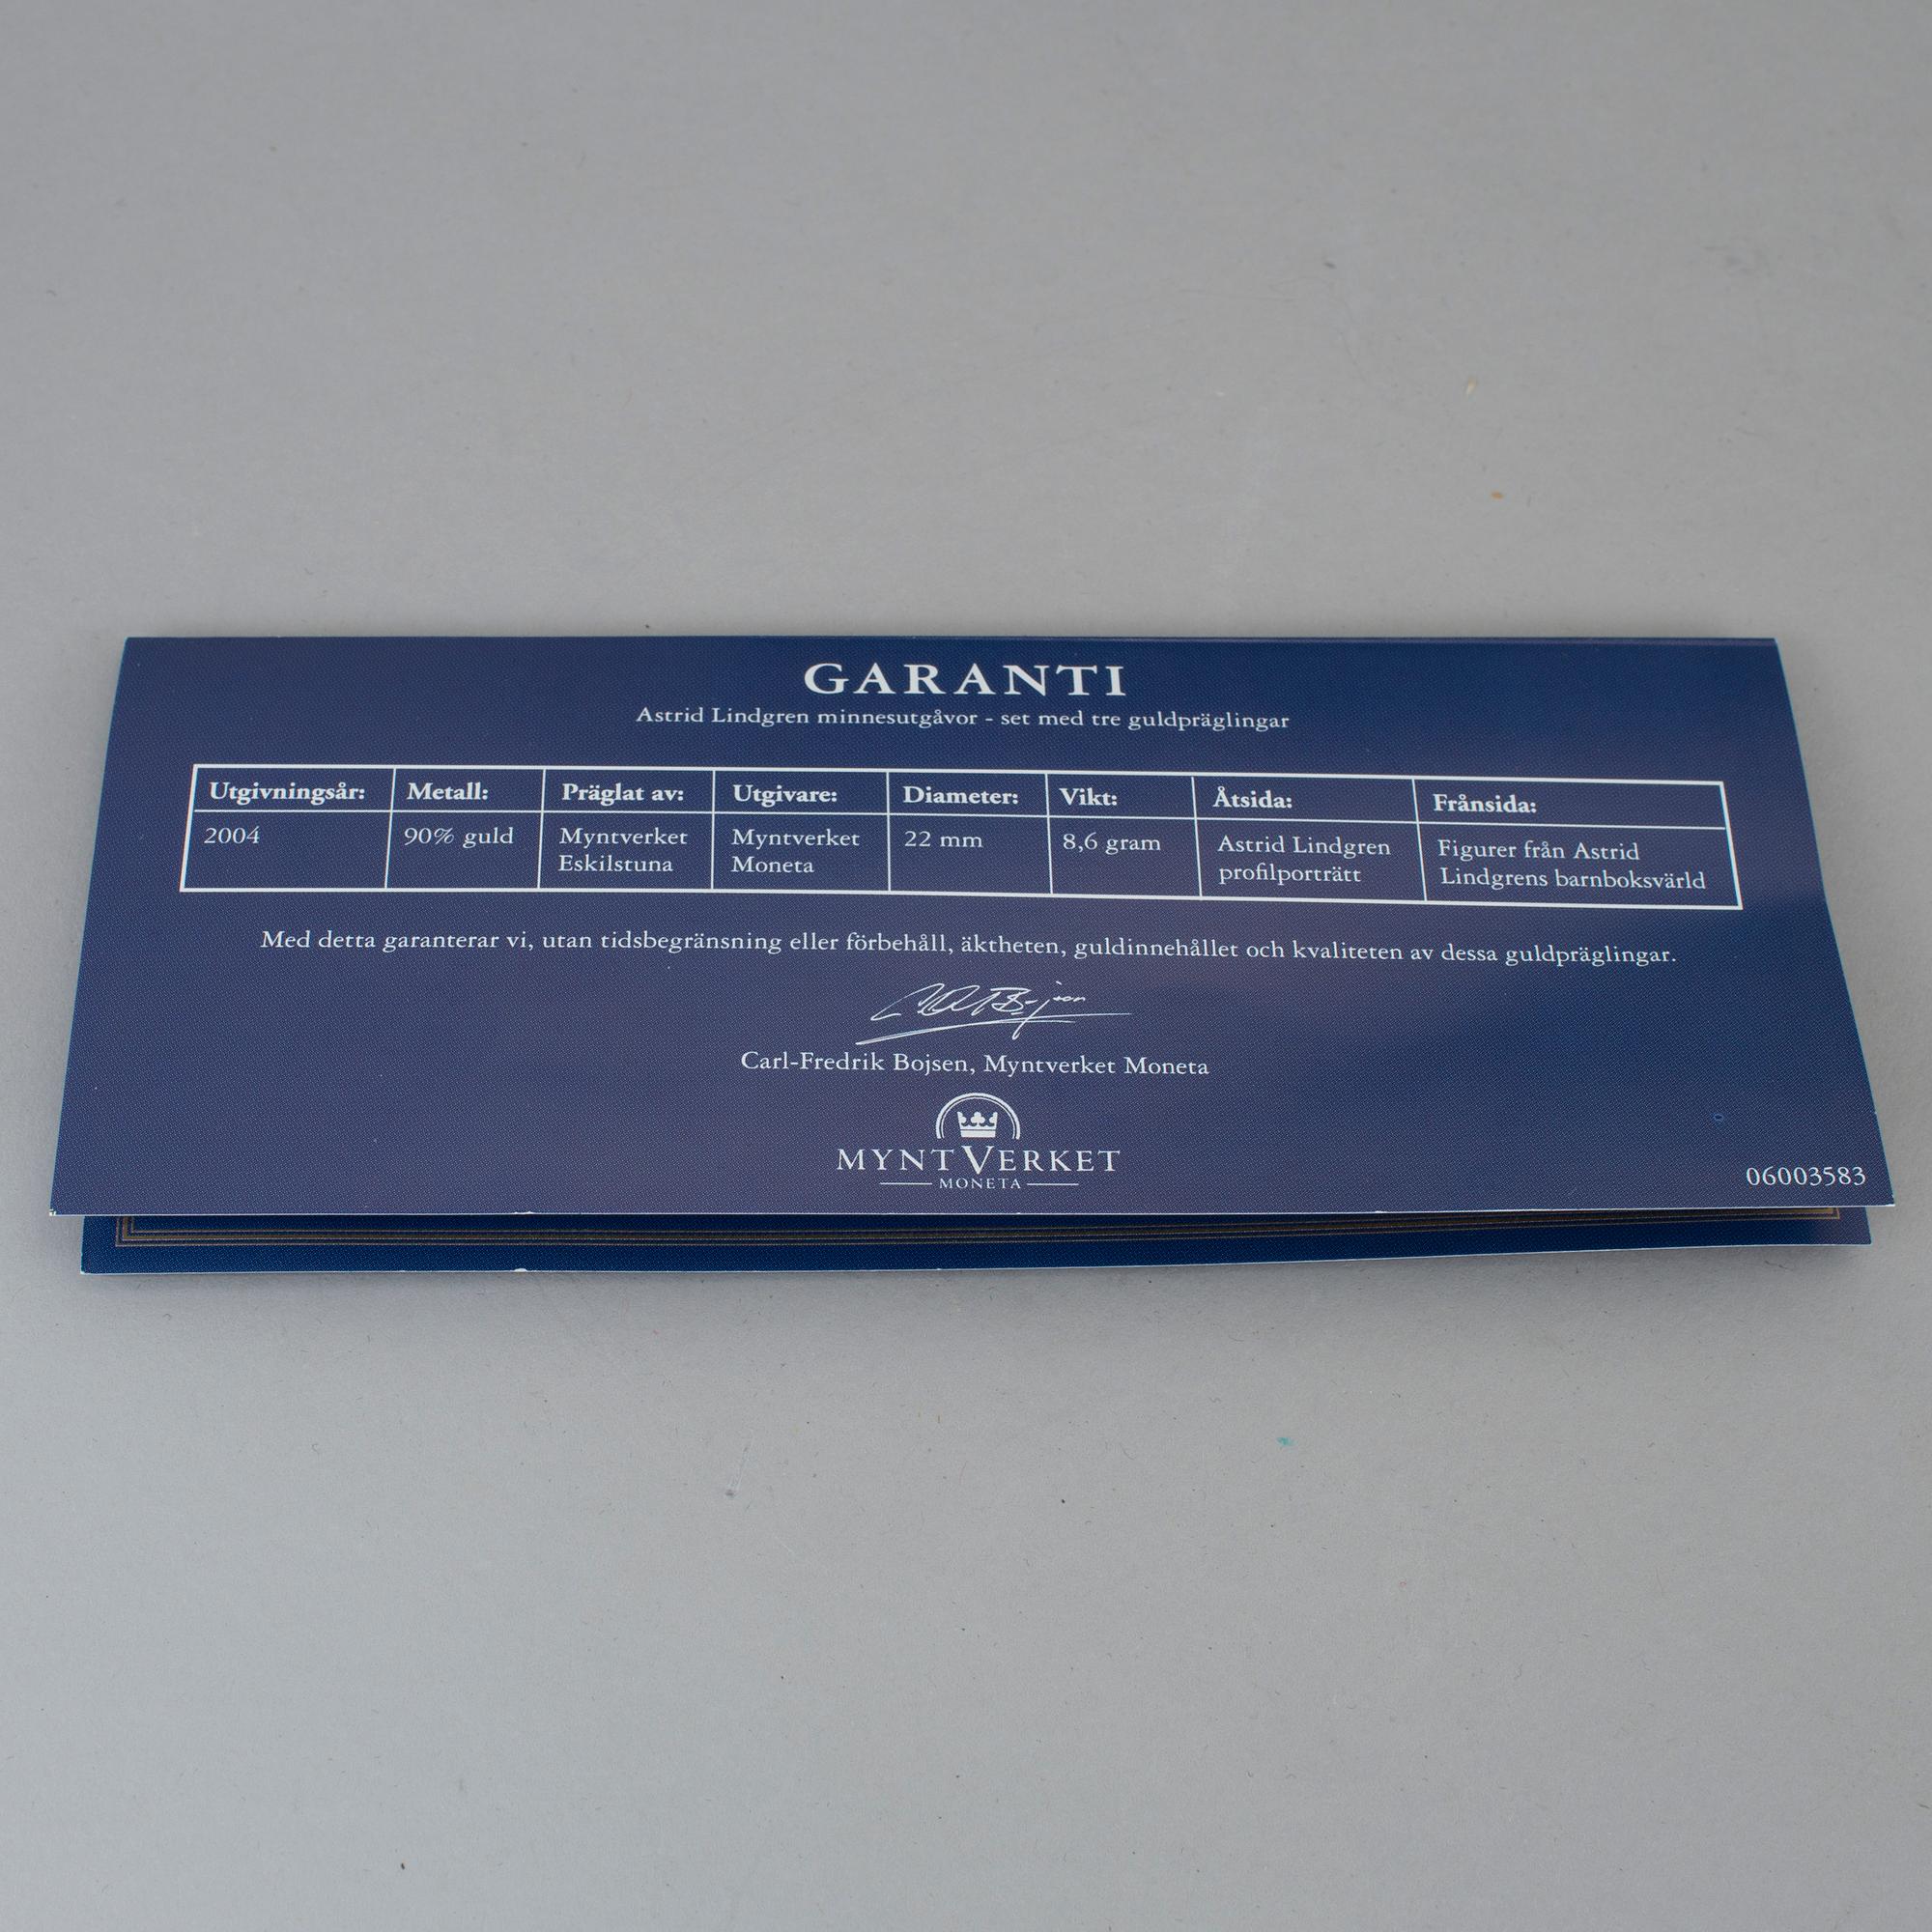 GARANTI
Astrid Lindgren minnesutgåvor - set med tre guldpräglingar
Utgivningsår: Metall: Präglat av: Utgivare: Diameter: Vikt: Åtsida: Frånsida:
2004 90% guld Myntverket Myntverket 22 mm 8,6 gram Astrid Lindgren Figurer från Astrid
Eskilstuna Moneta profilporträtt Lindgrens barnboksvärld
Med detta garanterar vi, utan tidsbegränsning eller förbehåll, äktheten, guldinnehållet och kvaliteten av dessa guldpräglingar.
Carl-Fredrik Bojsen, Myntverket Moneta
MYNTVERKET
MONETA
06003583